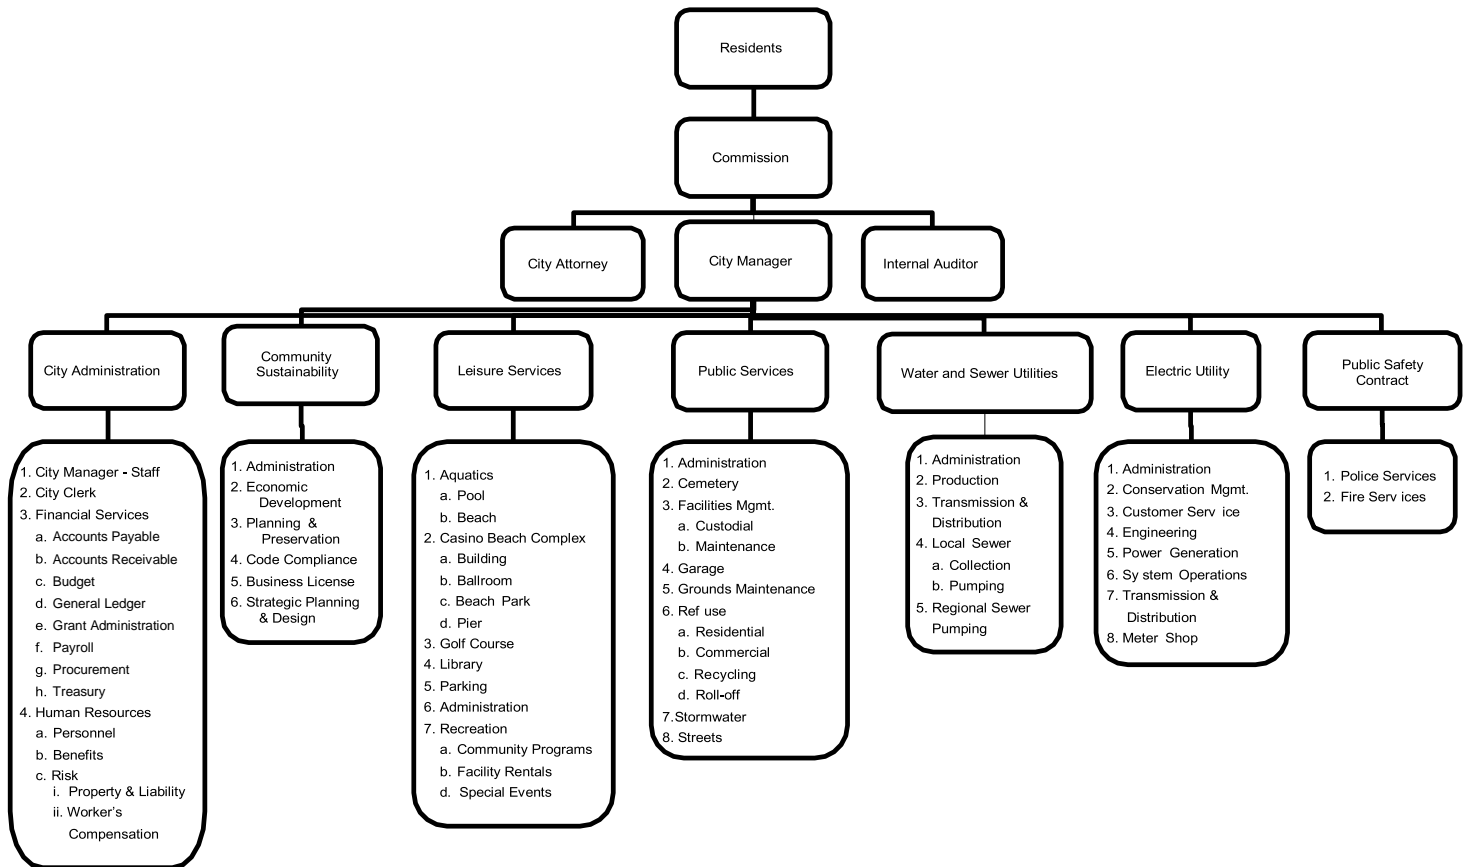 Residents
Commission
City Attorney
City Manager
Internal Auditor
City Administration
Community
Sustainability
Leisure Services
Public Services
Water and Sewer Utilities
Electric Utility
Public Safety
Contract
1. City Manager - Staff
2. City Clerk
3. Financial Services
a. Accounts Payable
b. Accounts Receivable
c. Budget
d. General Ledger
e. Grant Administration
f. Payroll
g. Procurement
h. Treasury
4. Human Resources
a. Personnel
b. Benefits
c. Risk
i. Property & Liability
ii. Worker's
Compensation
1. Administration
2. Economic
Development
3. Planning &
Preservation
4. Code Compliance
5. Business License
6. Strategic Planning
& Design
1. Aquatics
a. Pool
b. Beach
2. Casino Beach Complex
a. Building
b. Ballroom
c. Beach Park
d. Pier
3. Golf Course
4. Library
5. Parking
6. Administration
7. Recreation
a. Community Programs
b. Facility Rentals
d. Special Events
1. Administration
2. Cemetery
3. Facilities Mgmt.
a. Custodial
b. Maintenance
4. Garage
5. Grounds Maintenance
6. Ref use
a. Residential
b. Commercial
c. Recycling
d. Roll-off
7.Stormwater
8. Streets
1. Administration
2. Production
3. Transmission &
Distribution
4. Local Sewer
a. Collection
b. Pumping
5. Regional Sewer
Pumping
1. Administration
2. Conservation Mgmt.
3. Customer Serv ice
4. Engineering
5. Power Generation
6. Sy stem Operations
7. Transmission &
Distribution
8. Meter Shop
1. Police Services
2. Fire Serv ices